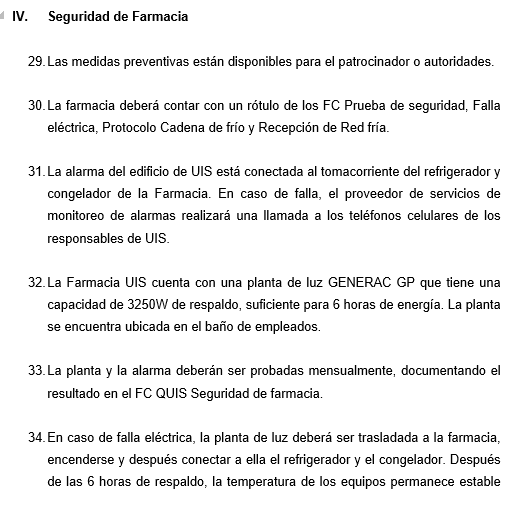 IV. Seguridad de Farmacia
29. Las medidas preventivas están disponibles para el patrocinador o autoridades.
30. La farmacia deberá contar con un rótulo de los FC Prueba de seguridad, Falla
eléctrica, Protocolo Cadena de frío y Recepción de Red fría.
31. La alarma del edificio de UIS está conectada al tomacorriente del refrigerador y
congelador de la Farmacia. En caso de falla, el proveedor de servicios de
monitoreo de alarmas realizará una llamada a los teléfonos celulares de los
responsables de UIS.
32. La Farmacia UIS cuenta con una planta de luz GENERAC GP que tiene una
capacidad de 3250W de respaldo, suficiente para 6 horas de energía. La planta
se encuentra ubicada en el baño de empleados.
33. La planta y la alarma deberán ser probadas mensualmente, documentando el
resultado en el FC QUIS Seguridad de farmacia.
34. En caso de falla eléctrica, la planta de luz deberá ser trasladada a la farmacia,
encenderse y después conectar a ella el refrigerador y el congelador. Después
de las 6 horas de respaldo, la temperatura de los equipos permanece estable